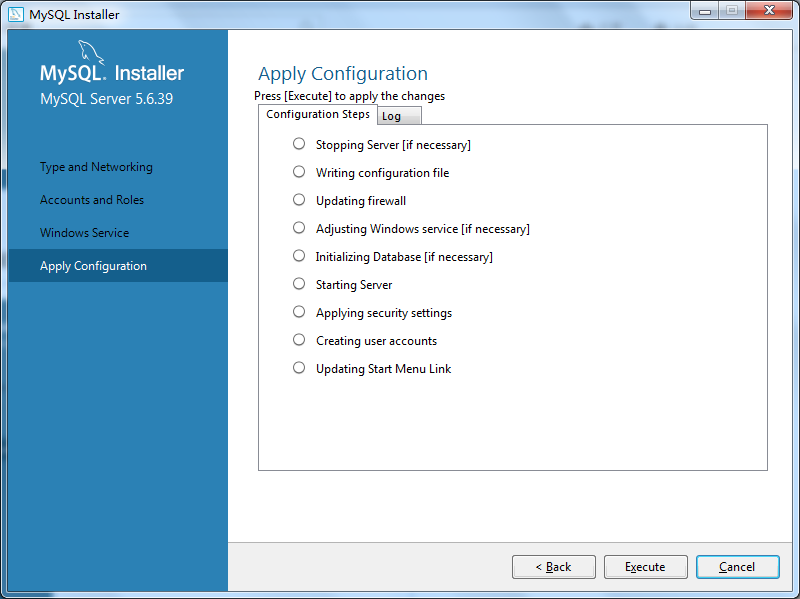 MySQL Installer
MySQL. Installer
MySQL Server 5.6.39
Type and Networking
Accounts and Roles
Windows Service
Apply Configuration
Apply Configuration
Press [Execute] to apply the changes
Configuration Steps
Log
Stopping Server [if necessary]
Writing configuration file
Updating firewall
Adjusting Windows service [if necessary]
Initializing Database [if necessary]
Starting Server
Applying security settings
Creating user accounts
Updating Start Menu Link
< Back
Execute
Cancel